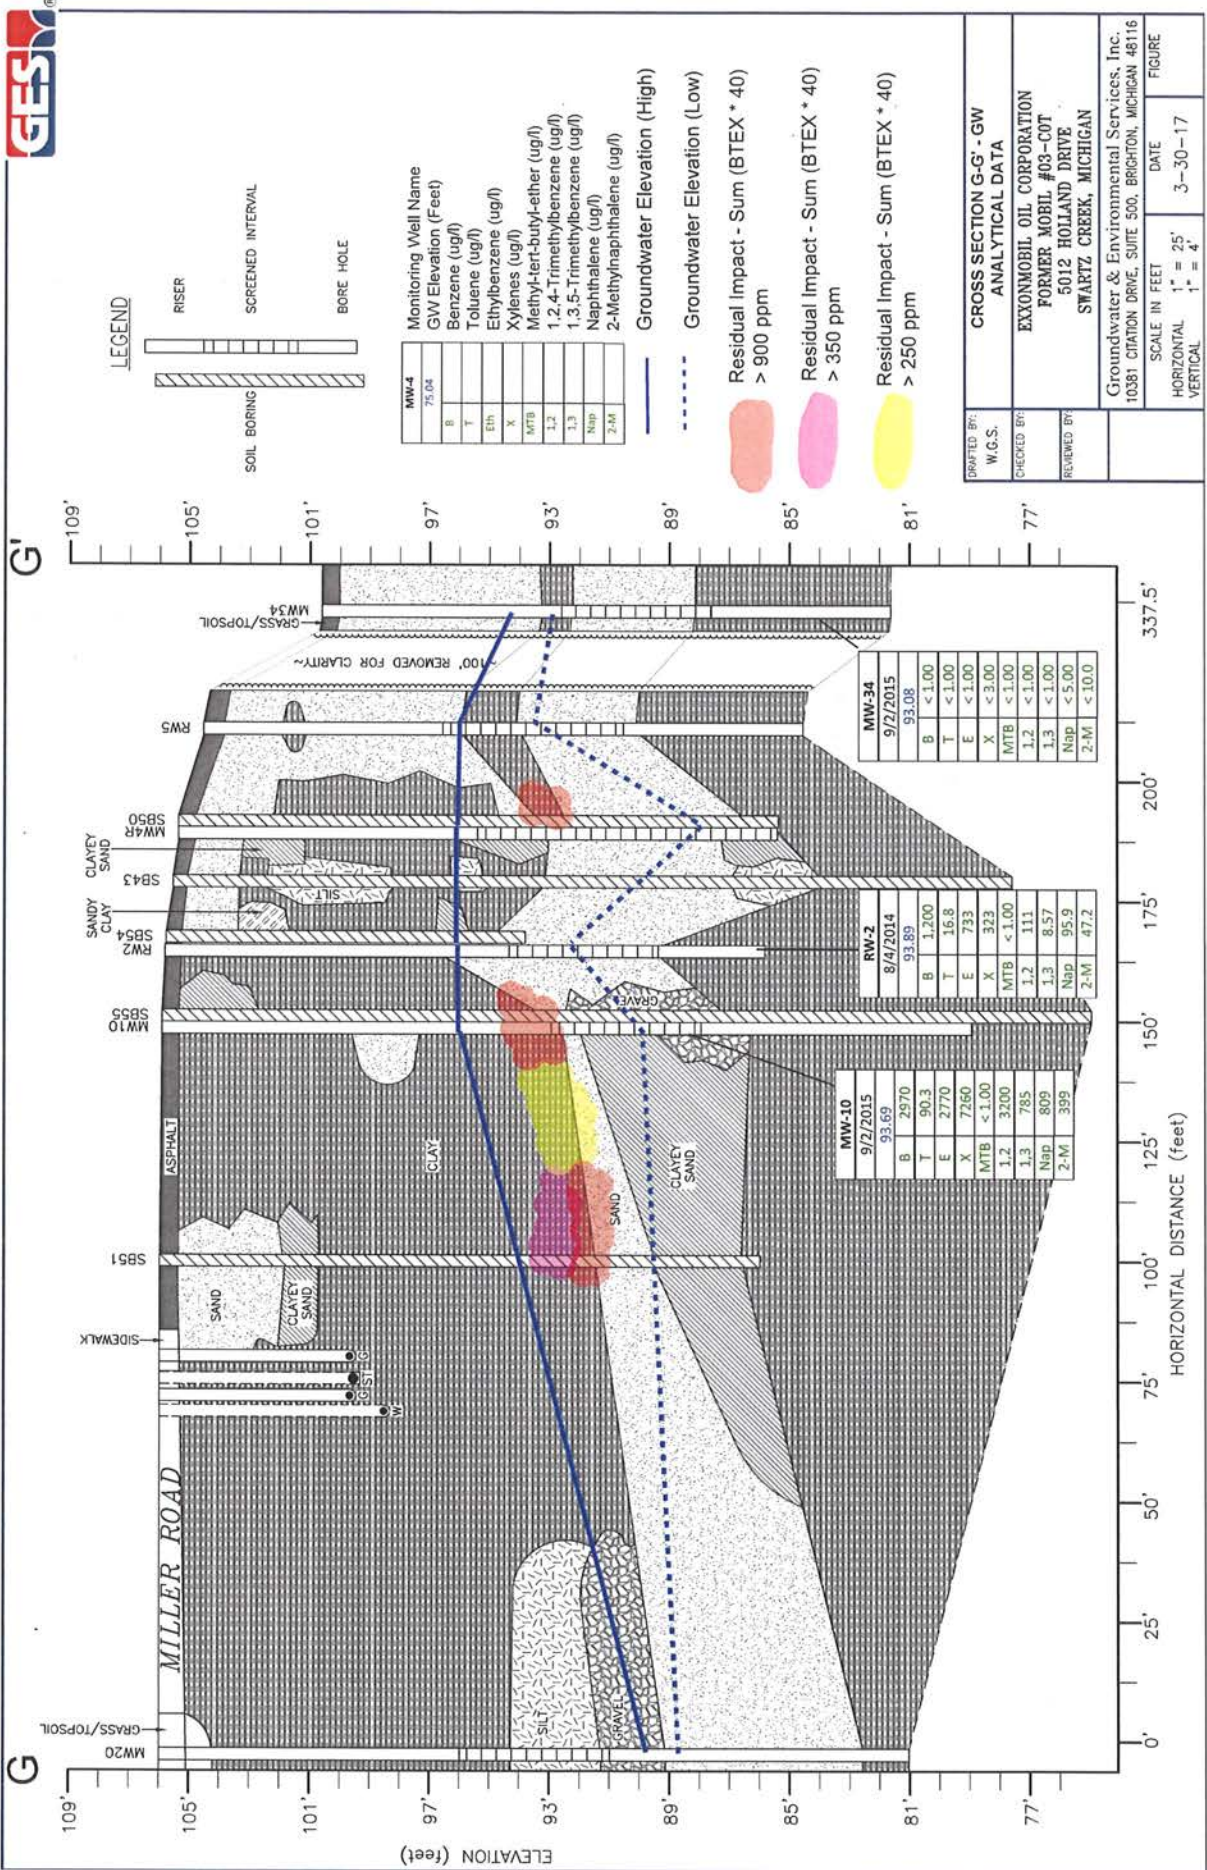 GES®
G
G'
LEGEND
SOIL BORING
RISER
SCREENED INTERVAL
BORE HOLE
MW-4
75.04
B
T
Eth
X
MTB
1,2
1,3
Nap
2-M
Monitoring Well Name
GW Elevation (Feet)
Benzene (ug/l)
Toluene (ug/l)
Ethylbenzene (ug/l)
Xylenes (ug/l)
Methyl-tert-butyl-ether (ug/l)
1,2,4-Trimethylbenzene (ug/l)
1,3,5-Trimethylbenzene (ug/l)
Naphthalene (ug/l)
2-Methylnaphthalene (ug/l)
Groundwater Elevation (High)
Groundwater Elevation (Low)
Residual Impact - Sum (BTEX * 40)
> 900 ppm
Residual Impact - Sum (BTEX * 40)
> 350 ppm
Residual Impact - Sum (BTEX * 40)
> 250 ppm
DRAFTED BY:
W.G.S.
CHECKED BY:
REVIEWED BY:
CROSS SECTION G-G' - GW
ANALYTICAL DATA
EXXONMOBIL OIL CORPORATION
FORMER MOBIL #03-C0T
5012 HOLLAND DRIVE
SWARTZ CREEK, MICHIGAN
Groundwater & Environmental Services, Inc.
10381 CITATION DRIVE, SUITE 500, BRIGHTON, MICHIGAN 48116
SCALE IN FEET
HORIZONTAL 1" = 25'
VERTICAL 1" = 4'
DATE
3-30-17
FIGURE
ELEVATION (feet)
109'
105'
101'
97'
93'
89'
85'
81'
77'
109'
105'
101'
97'
93'
89'
85'
81'
77'
HORIZONTAL DISTANCE (feet)
0'
25'
50'
75'
100'
125'
150'
175'
200'
337.5'
MW20
GRASS/TOPSOIL
MILLER ROAD
W
G
ST
G
SIDEWALK
SB51
ASPHALT
MW10
SB55
RW2
SB54
SANDY
CLAY
SB43
CLAYEY
SAND
MW4R
SB50
RW5
~100' REMOVED FOR CLARITY~
GRASS/TOPSOIL
MW34
SILT
GRAVEL
SAND
CLAYEY
SAND
CLAY
SAND
CLAYEY
SAND
GRAVE
SILT
MW-10
9/2/2015
93.69
B 2970
T 90.3
E 2770
X 7260
MTB < 1.00
1,2 3200
1,3 785
Nap 809
2-M 399
RW-2
8/4/2014
93.89
B 1,200
T 16.8
E 733
X 323
MTB < 1.00
1,2 111
1,3 8.57
Nap 95.9
2-M 47.2
MW-34
9/2/2015
93.08
B < 1.00
T < 1.00
E < 1.00
X < 3.00
MTB < 1.00
1,2 < 1.00
1,3 < 1.00
Nap < 5.00
2-M < 10.0